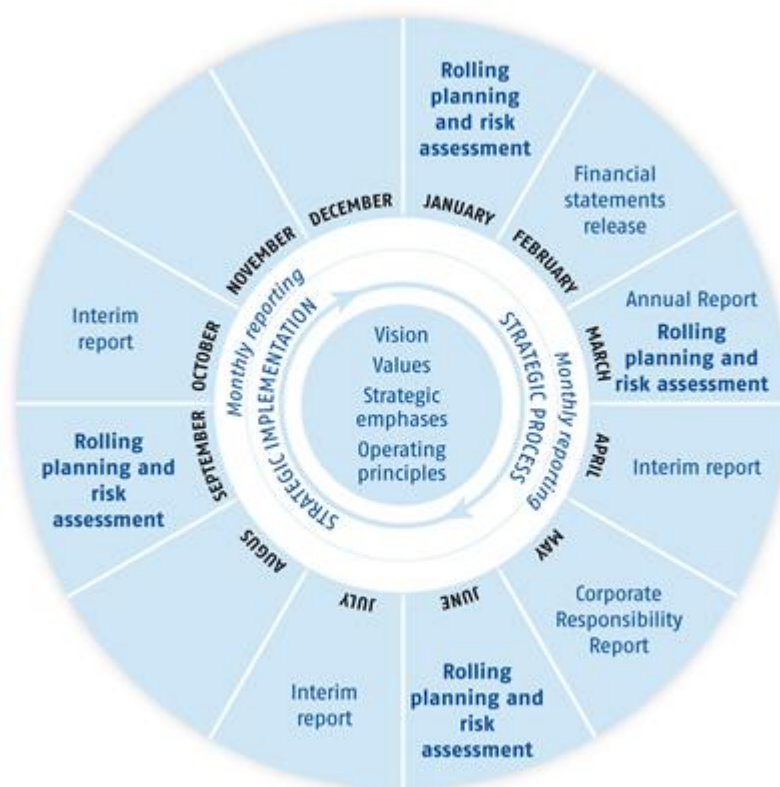 Rolling
planning
and risk
assessment
JANUARY
Financial
statements
release
FEBRUARY
Annual Report
Rolling
planning and
risk assessment
MARCH
Interim report
APRIL
Corporate
Responsibility
Report
MAY
Rolling
planning and
risk
assessment
JUNE
Interim
report
JULY
AUGUS
Rolling
planning and
risk
assessment
SEPTEMBER
Interim
report
OCTOBER
NOVEMBER
DECEMBER
Monthly reporting
STRATEGIC IMPLEMENTATION
STRATEGIC PROCESS
Monthly reporting
Vision
Values
Strategic
emphases
Operating
principles